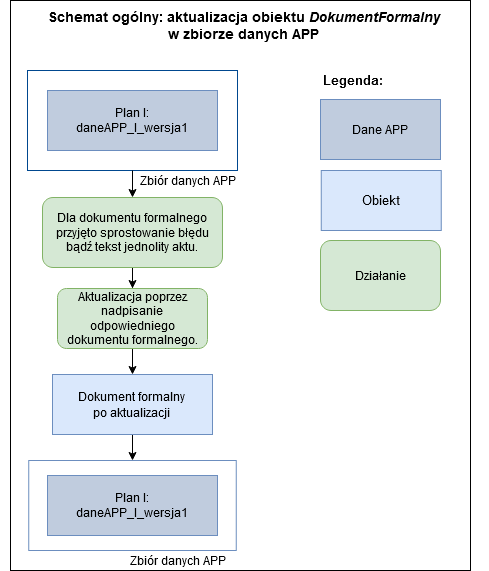 Schemat ogólny: aktualizacja obiektu DokumentFormalny
w zbiorze danych APP
Legenda:
Plan I:
daneAPP_I_wersja1
Zbiór danych APP
Dla dokumentu formalnego
przyjęto sprostowanie błędu
bądź tekst jednolity aktu.
Aktualizacja poprzez
nadpisanie
odpowiedniego
dokumentu formalnego.
Dokument formalny
po aktualizacji
Plan I:
daneAPP_I_wersja1
Zbiór danych APP
Dane APP
Obiekt
Działanie